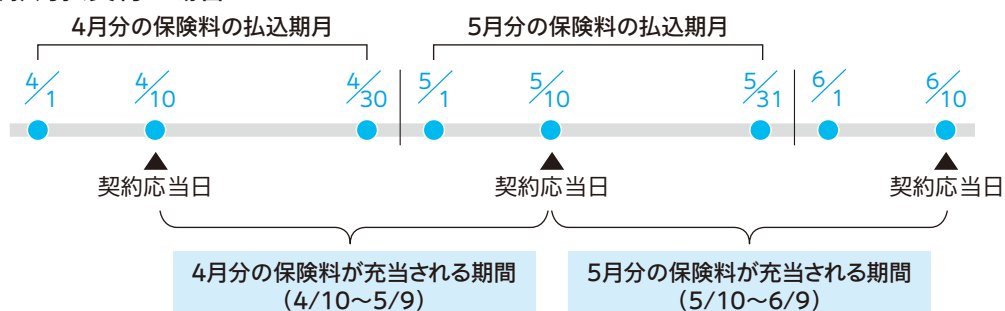 4月分の保険料の払込期月
5月分の保険料の払込期月
4/1
4/10
4/30
5/1
5/10
5/31
6/1
6/10
契約応当日
契約応当日
契約応当日
4月分の保険料が充当される期間
(4/10~5/9)
5月分の保険料が充当される期間
(5/10~6/9)